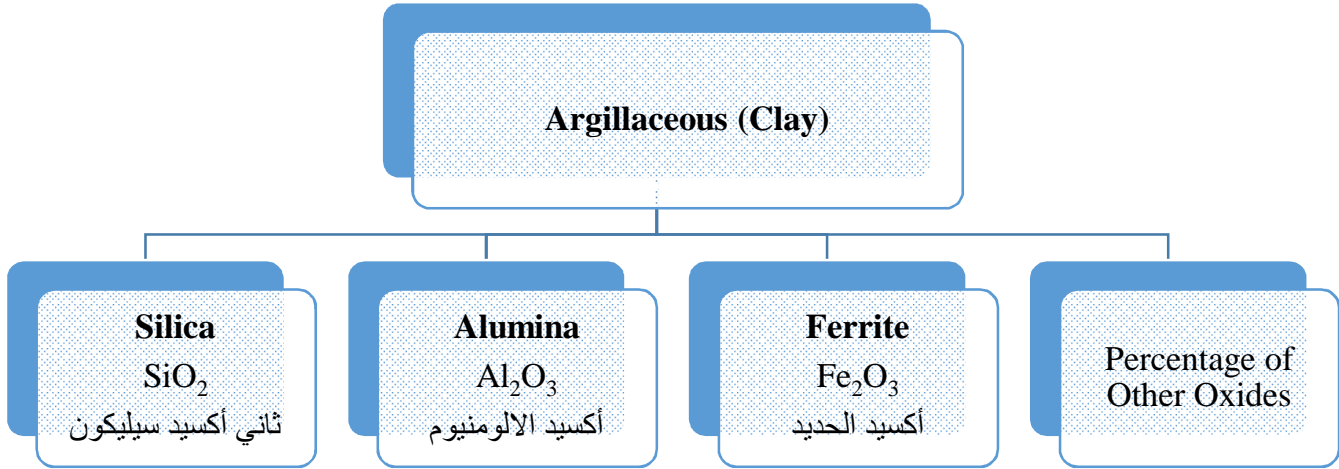 Argillaceous (Clay)
Silica
SiO₂
ثاني أكسيد سيليكون
Alumina
Al₂O₃
أكسيد الالومنيوم
Ferrite
Fe₂O₃
أكسيد الحديد
Percentage of
Other Oxides